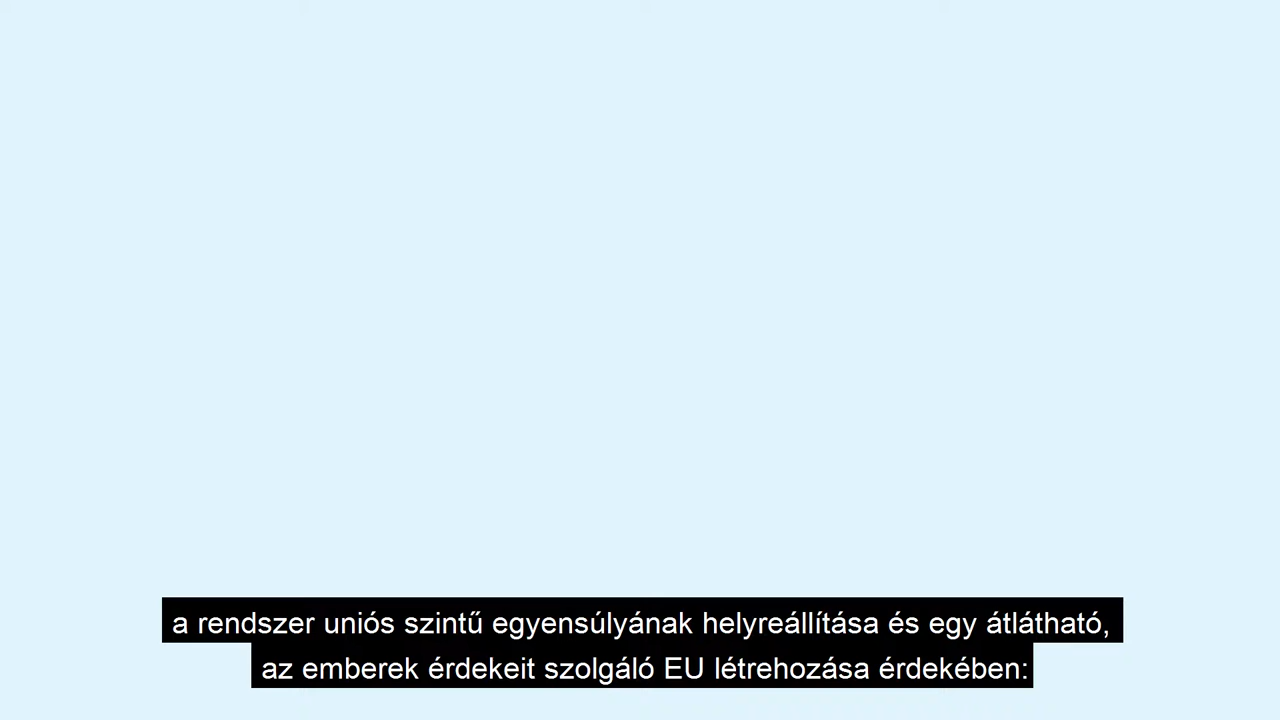 a rendszer uniós szintű egyensúlyának helyreállítása és egy átlátható,
az emberek érdekeit szolgáló EU létrehozása érdekében: